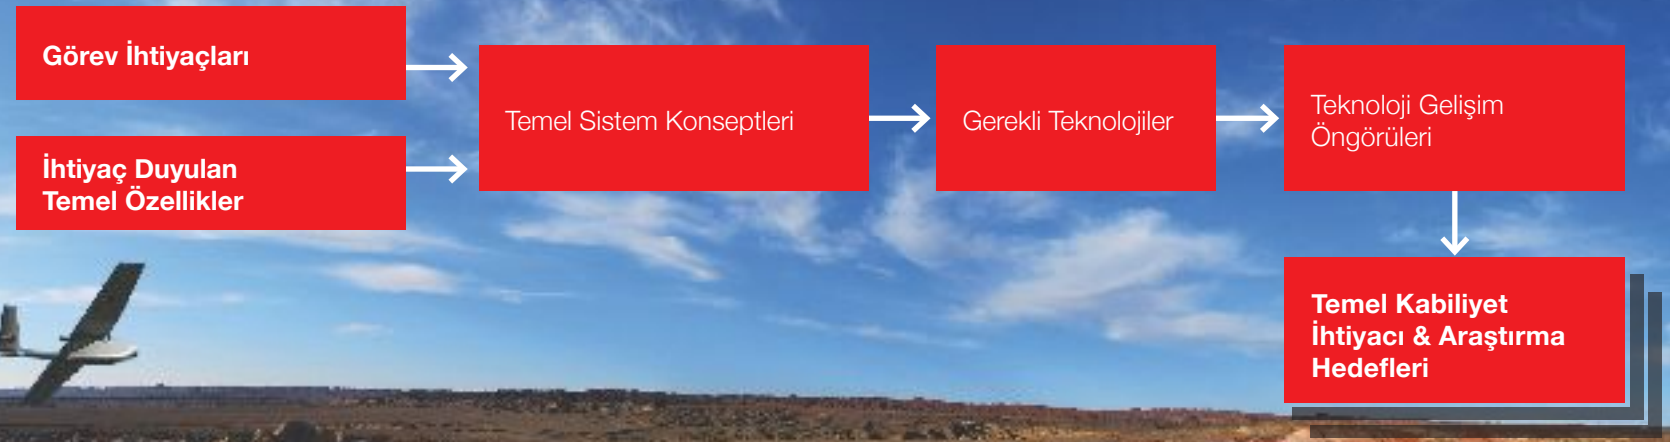 Görev İhtiyaçları
İhtiyaç Duyulan
Temel Özellikler
Temel Sistem Konseptleri
Gerekli Teknolojiler
Teknoloji Gelişim
Öngörüleri
Temel Kabiliyet
İhtiyacı & Araştırma
Hedefleri